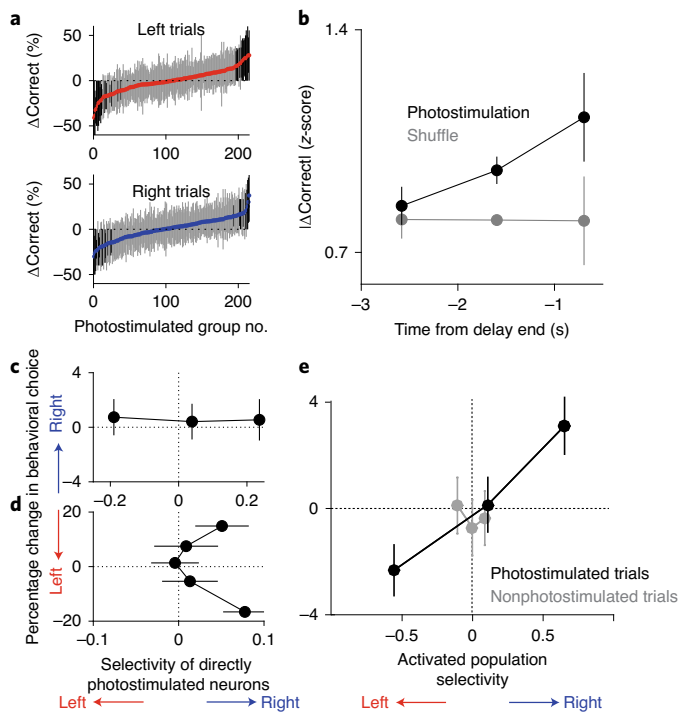 a
Left trials
ΔCorrect (%)
50
0
−50
0
100
200
Right trials
ΔCorrect (%)
50
0
−50
0
100
200
Photostimulated group no.
b
1.4
0.7
|ΔCorrect| (z-score)
Photostimulation
Shuffle
−3
−2
−1
Time from delay end (s)
Percentage change in behavioral choice
Right
Left
c
4
0
−4
−0.2
0
0.2
d
20
0
−20
−0.1
0
0.1
Selectivity of directly
photostimulated neurons
Left
Right
e
4
0
−4
Photostimulated trials
Nonphotostimulated trials
−0.5
0
0.5
Activated population
selectivity
Left
Right